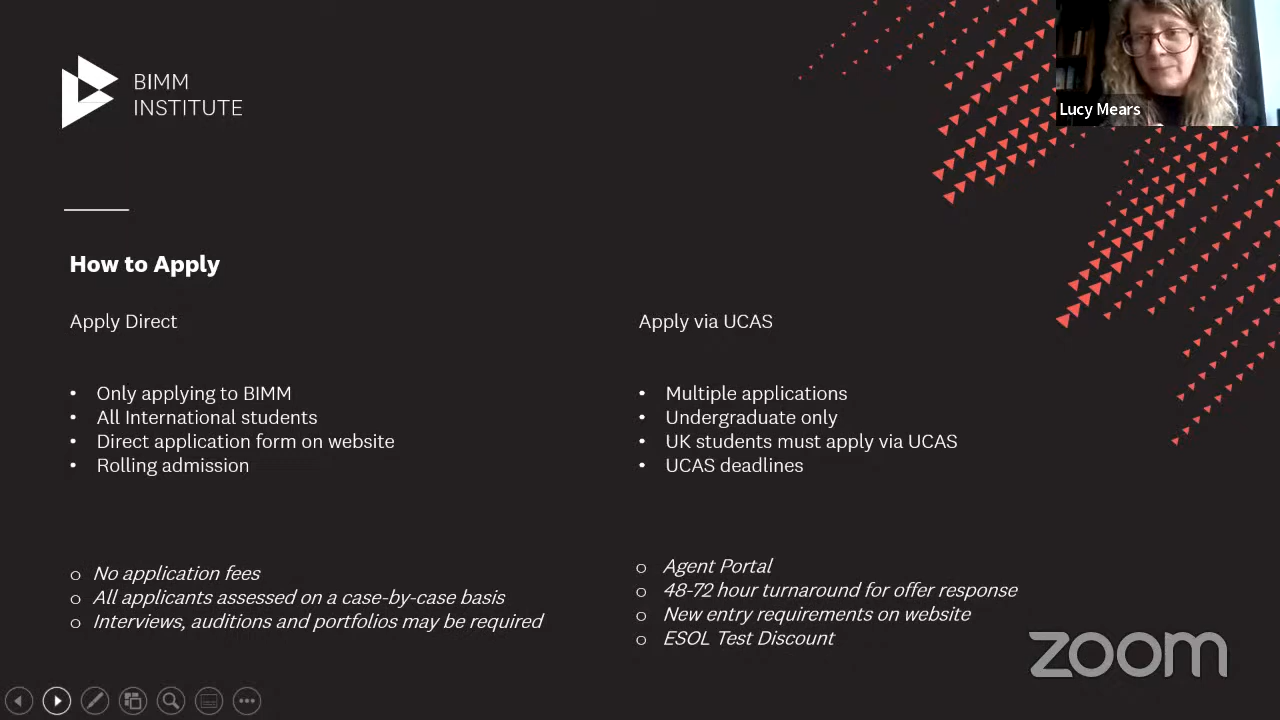 BIMM
INSTITUTE
Lucy Mears
How to Apply
Apply Direct
• Only applying to BIMM
• All International students
• Direct application form on website
• Rolling admission
o No application fees
o All applicants assessed on a case-by-case basis
o Interviews, auditions and portfolios may be required
Apply via UCAS
• Multiple applications
• Undergraduate only
• UK students must apply via UCAS
• UCAS deadlines
o Agent Portal
o 48-72 hour turnaround for offer response
o New entry requirements on website
o ESOL Test Discount
zoom